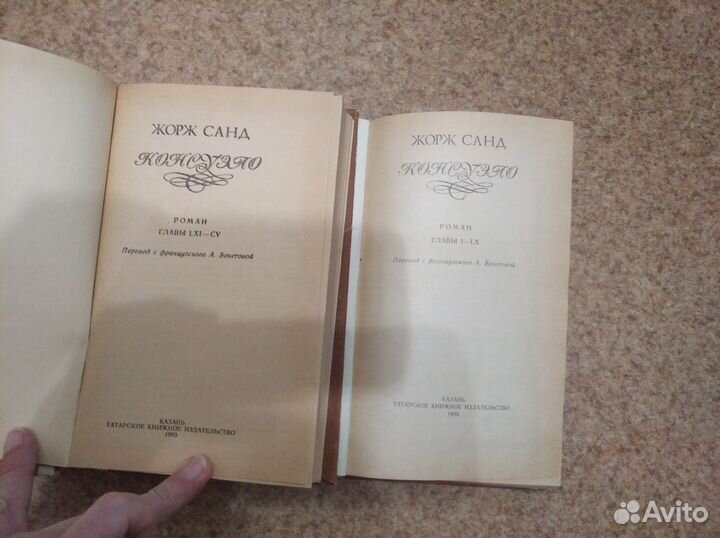 ЖОРЖ САНД
КОНСУЭЛО
РОМАН
ГЛАВЫ LXI—CV
Перевод с французского А. Бекетовой
КАЗАНЬ
ТАТАРСКОЕ КНИЖНОЕ ИЗДАТЕЛЬСТВО
1993
ЖОРЖ САНД
КОНСУЭЛО
РОМАН
ГЛАВЫ I—LX
Перевод с французского А. Бекетовой
КАЗАНЬ
ТАТАРСКОЕ КНИЖНОЕ ИЗДАТЕЛЬСТВО
Avito